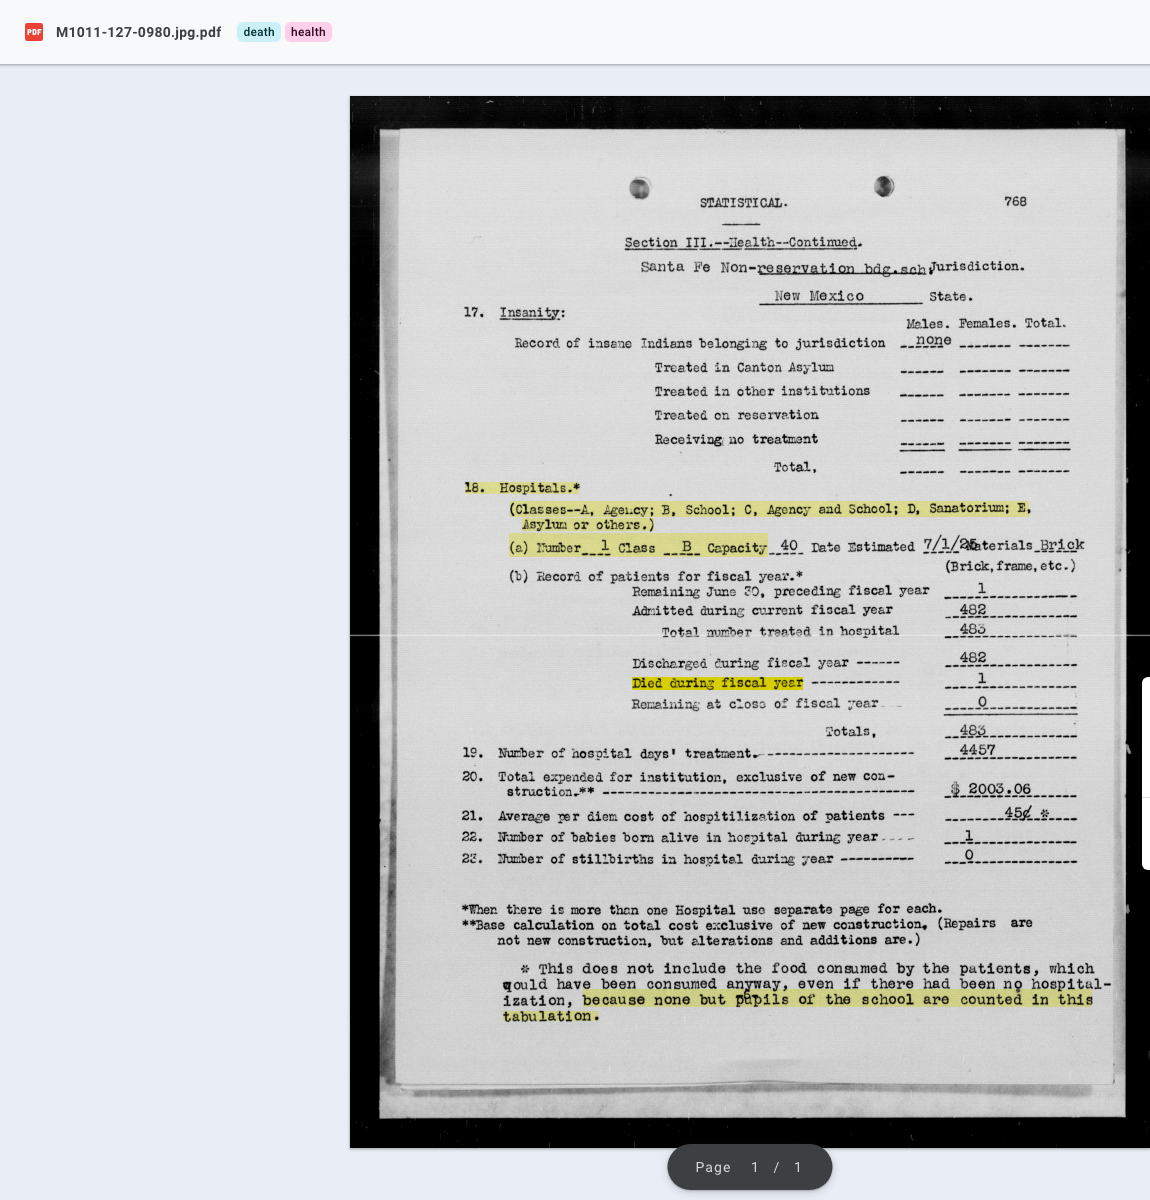 M1011-127-0980.jpg.pdf death health
STATISTICAL. 768
Section III.--Health--Continued.
Santa Fe Non-reservation bdg.sch. Jurisdiction.
New Mexico State.
17. Insanity:
Males. Females. Total.
Record of insane Indians belonging to jurisdiction none
Treated in Canton Asylum
Treated in other institutions
Treated on reservation
Receiving no treatment
Total,
18. Hospitals.*
(Classes--A, Agency; B, School; C, Agency and School; D, Sanatorium; E,
Asylum or others.)
(a) Number 1 Class B Capacity 40 Date Estimated 7/1/25 Materials Brick
(Brick,frame,etc.)
(b) Record of patients for fiscal year.*
Remaining June 30, preceding fiscal year 1
Admitted during current fiscal year 482
Total number treated in hospital 483
Discharged during fiscal year ------ 482
Died during fiscal year ------------ 1
Remaining at close of fiscal year 0
Totals, 483
19. Number of hospital days' treatment.--------------------- 4457
20. Total expended for institution, exclusive of new con-
struction.** ------------------------------------------- $ 2003.06
21. Average per diem cost of hospitilization of patients --- 45¢ *
22. Number of babies born alive in hospital during year---- 1
23. Number of stillbirths in hospital during year ---------- 0
*When there is more than one Hospital use separate page for each.
**Base calculation on total cost exclusive of new construction, (Repairs are
not new construction, but alterations and additions are.)
* This does not include the food consumed by the patients, which
would have been consumed anyway, even if there had been no hospital-
ization, because none but pupils of the school are counted in this
tabulation.
Page 1 / 1